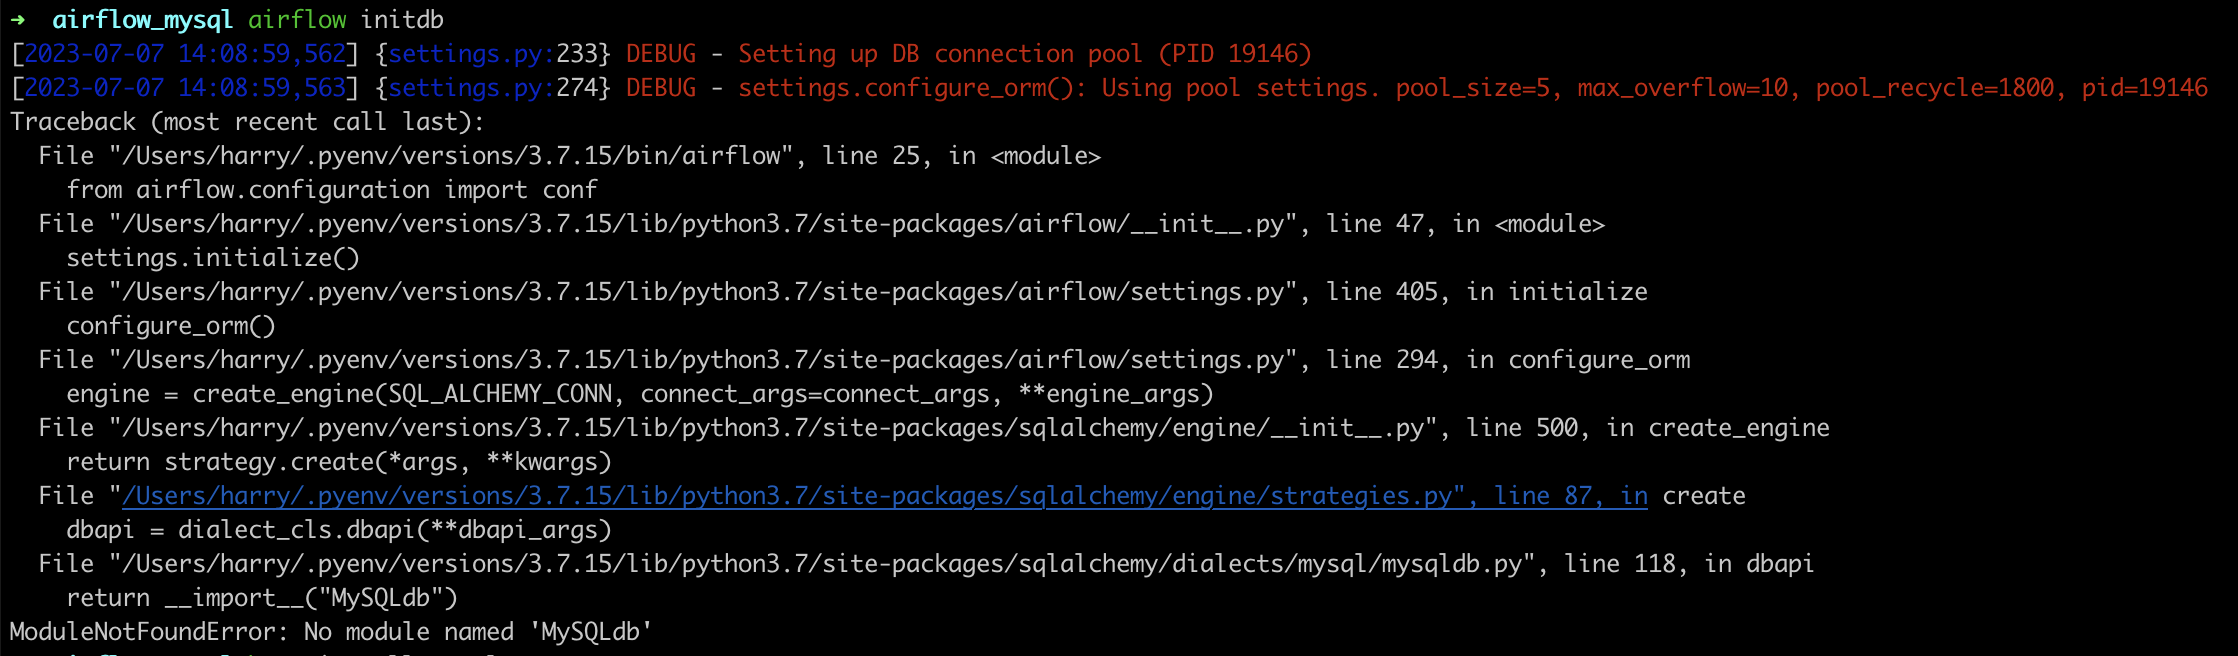 ➜  airflow_mysql airflow initdb
[2023-07-07 14:08:59,562] {settings.py:233} DEBUG - Setting up DB connection pool (PID 19146)
[2023-07-07 14:08:59,563] {settings.py:274} DEBUG - settings.configure_orm(): Using pool settings. pool_size=5, max_overflow=10, pool_recycle=1800, pid=19146
Traceback (most recent call last):
  File "/Users/harry/.pyenv/versions/3.7.15/bin/airflow", line 25, in <module>
    from airflow.configuration import conf
  File "/Users/harry/.pyenv/versions/3.7.15/lib/python3.7/site-packages/airflow/__init__.py", line 47, in <module>
    settings.initialize()
  File "/Users/harry/.pyenv/versions/3.7.15/lib/python3.7/site-packages/airflow/settings.py", line 405, in initialize
    configure_orm()
  File "/Users/harry/.pyenv/versions/3.7.15/lib/python3.7/site-packages/airflow/settings.py", line 294, in configure_orm
    engine = create_engine(SQL_ALCHEMY_CONN, connect_args=connect_args, **engine_args)
  File "/Users/harry/.pyenv/versions/3.7.15/lib/python3.7/site-packages/sqlalchemy/engine/__init__.py", line 500, in create_engine
    return strategy.create(*args, **kwargs)
  File "/Users/harry/.pyenv/versions/3.7.15/lib/python3.7/site-packages/sqlalchemy/engine/strategies.py", line 87, in create
    dbapi = dialect_cls.dbapi(**dbapi_args)
  File "/Users/harry/.pyenv/versions/3.7.15/lib/python3.7/site-packages/sqlalchemy/dialects/mysql/mysqldb.py", line 118, in dbapi
    return __import__("MySQLdb")
ModuleNotFoundError: No module named 'MySQLdb'